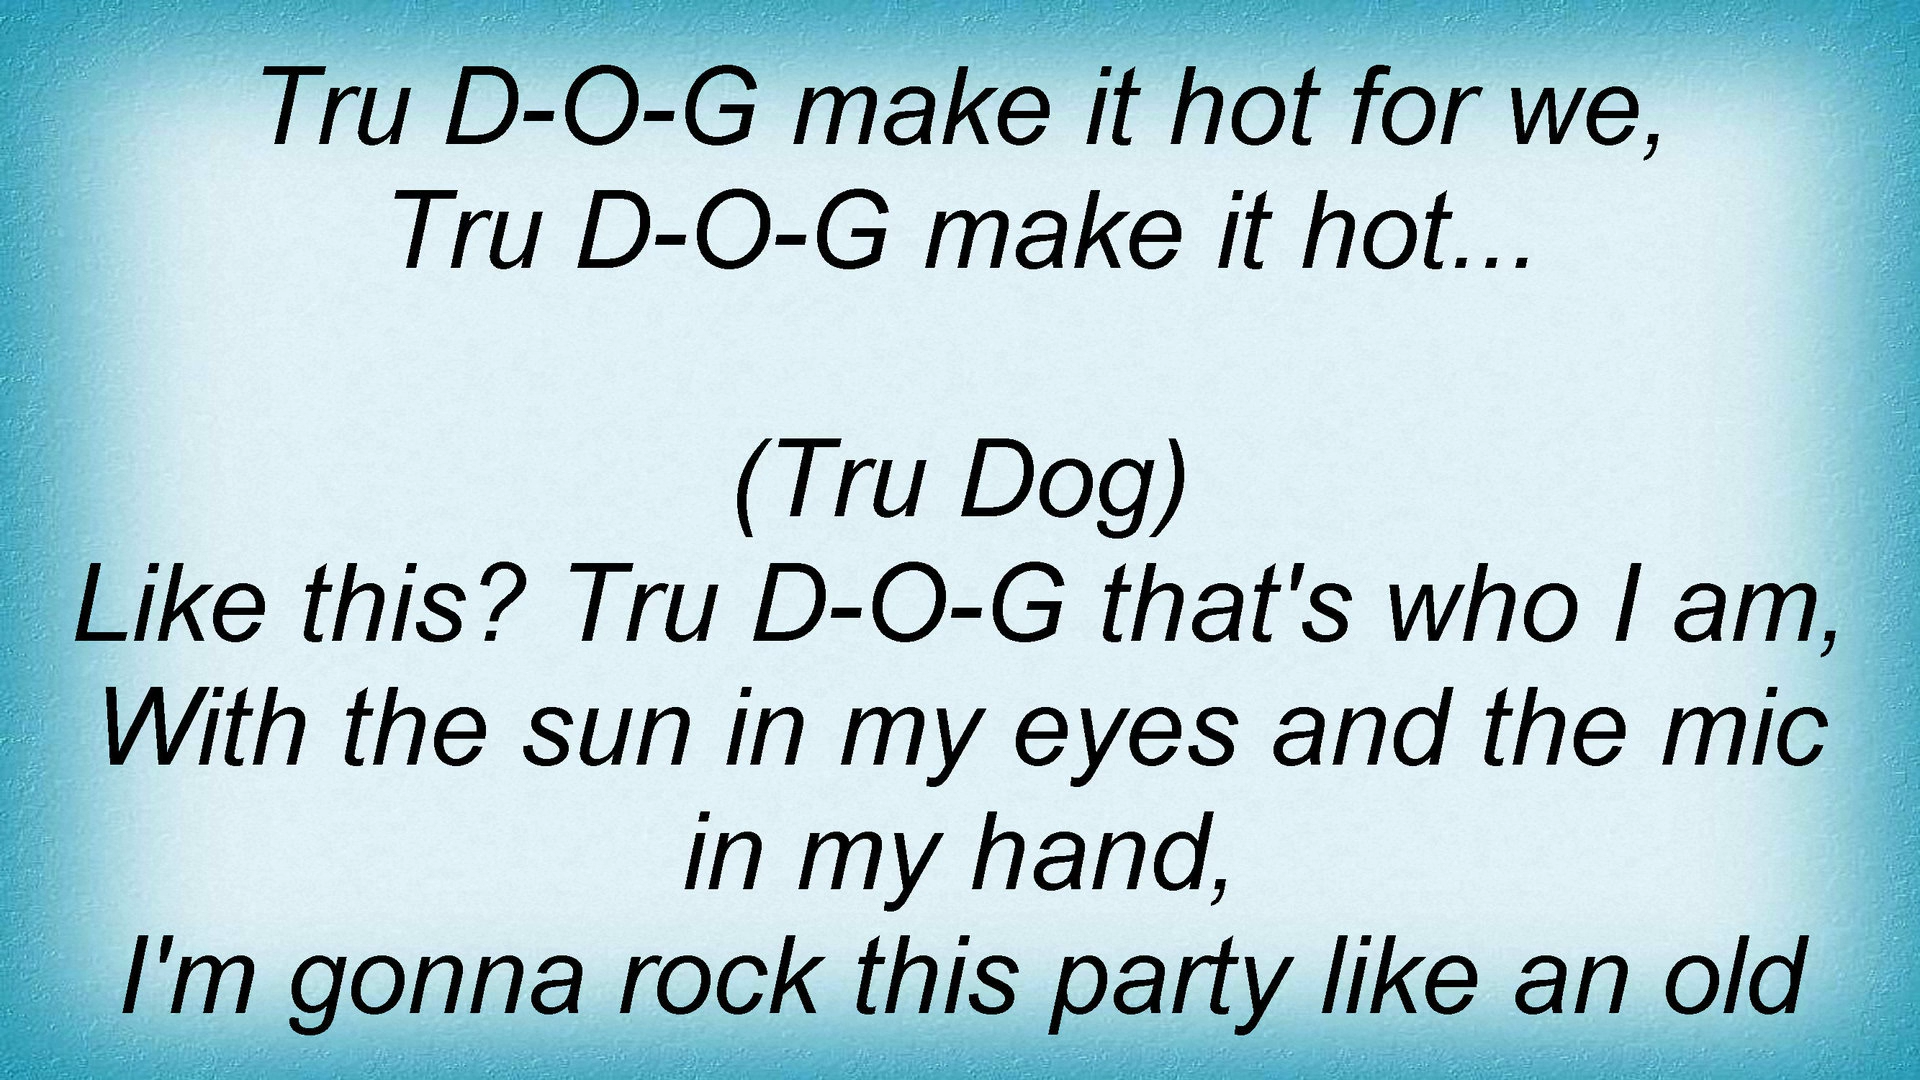 Tru D-O-G make it hot for we,
Tru D-O-G make it hot...
(Tru Dog)
Like this? Tru D-O-G that's who I am,
With the sun in my eyes and the mic
in my hand,
I'm gonna rock this party like an old